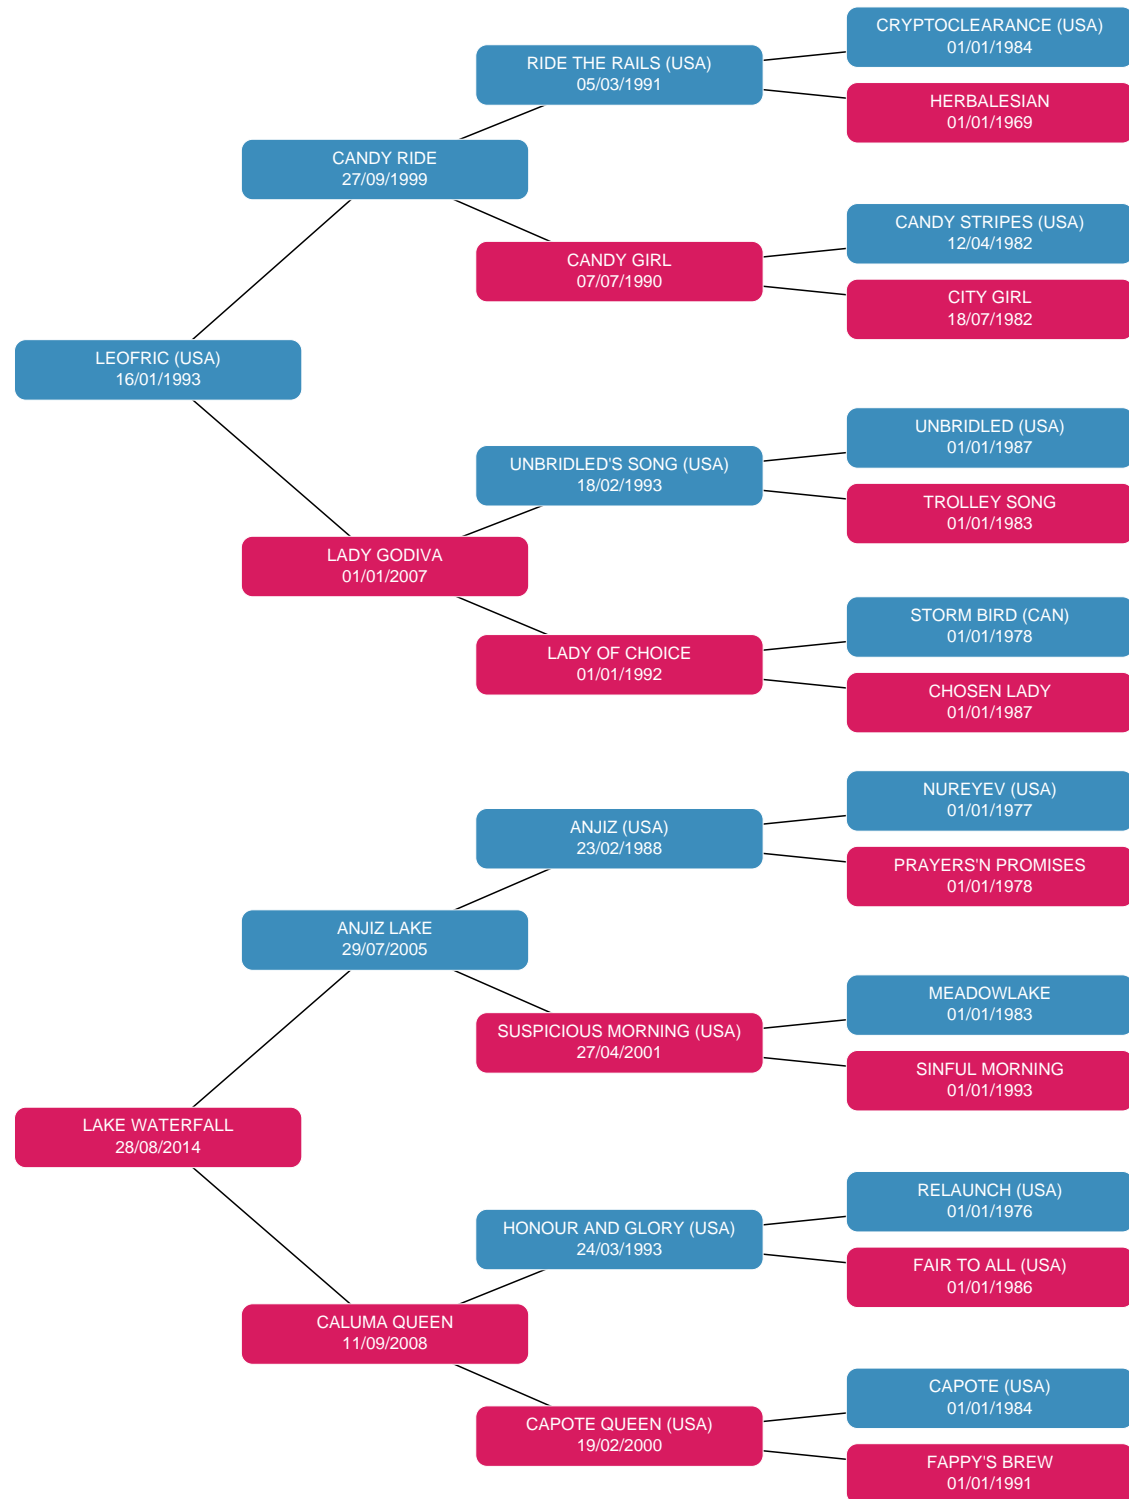 CRYPTOCLEARANCE (USA)
01/01/1984
RIDE THE RAILS (USA)
05/03/1991
HERBALESIAN
01/01/1969
CANDY RIDE
27/09/1999
CANDY STRIPES (USA)
12/04/1982
CANDY GIRL
07/07/1990
CITY GIRL
18/07/1982
LEOFRIC (USA)
16/01/1993
UNBRIDLED (USA)
01/01/1987
UNBRIDLED'S SONG (USA)
18/02/1993
TROLLEY SONG
01/01/1983
LADY GODIVA
01/01/2007
STORM BIRD (CAN)
01/01/1978
LADY OF CHOICE
01/01/1992
CHOSEN LADY
01/01/1987
NUREYEV (USA)
01/01/1977
ANJIZ (USA)
23/02/1988
PRAYERS'N PROMISES
01/01/1978
ANJIZ LAKE
29/07/2005
MEADOWLAKE
01/01/1983
SUSPICIOUS MORNING (USA)
27/04/2001
SINFUL MORNING
01/01/1993
LAKE WATERFALL
28/08/2014
RELAUNCH (USA)
01/01/1976
HONOUR AND GLORY (USA)
24/03/1993
FAIR TO ALL (USA)
01/01/1986
CALUMA QUEEN
11/09/2008
CAPOTE (USA)
01/01/1984
CAPOTE QUEEN (USA)
19/02/2000
FAPPY'S BREW
01/01/1991